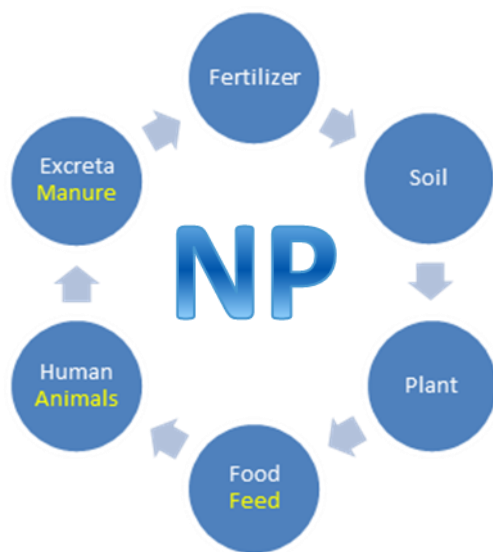 Fertilizer
Soil
Plant
Food
Feed
Human
Animals
Excreta
Manure
NP